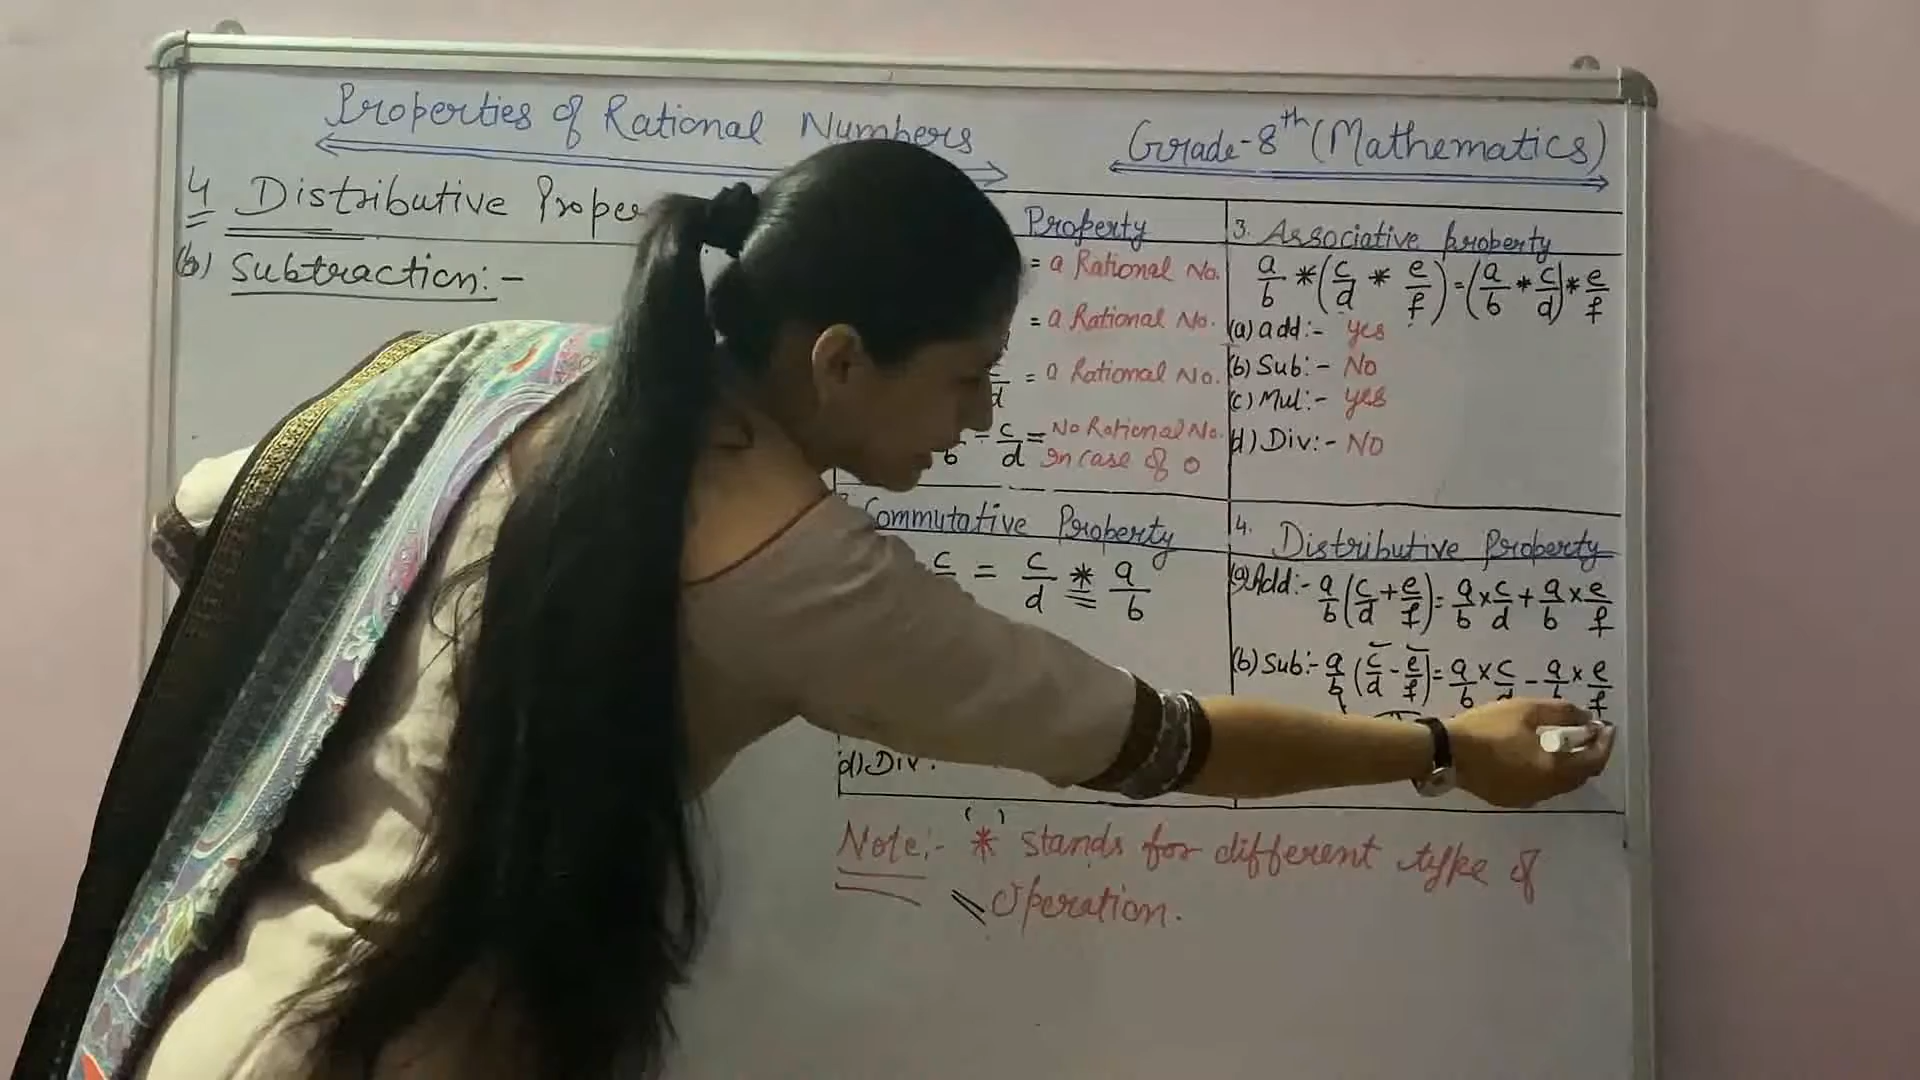 Properties of Rational Numbers
Grade-8th (Mathematics)
4 Distributive Proper
(b) Subtraction:-
Property
= a Rational No.
= a Rational No.
d = a Rational No.
b ÷ c/d = No Rational No.
In case of 0
3. Associative property
a/b * (c/d * e/f) = (a/b * c/d) * e/f
(a) add:- yes
(b) Sub:- No
(c) Mul:- yes
(d) Div:- No
Commutative Property
c = c/d * a/b
d) Div:
4. Distributive Property
(a) Add:- a/b (c/d + e/f) = a/b × c/d + a/b × e/f
(b) Sub:- a/b (c/d - e/f) = a/b × c/d - a/b × e/f
Note:- * stands for different type of
Operation.